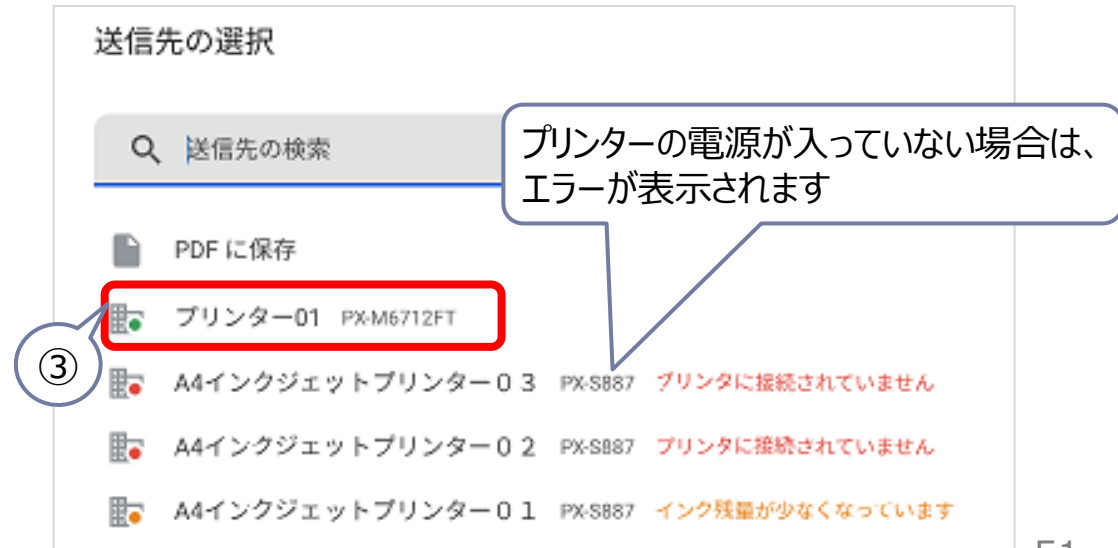 送信先の選択
送信先の検索
プリンターの電源が入っていない場合は、
エラーが表示されます
PDF に保存
プリンター01 PX-M6712FT
③
A4インクジェットプリンター０３ PX-S887 プリンタに接続されていません
A4インクジェットプリンター０２ PX-S887 プリンタに接続されていません
A4インクジェットプリンター０１ PX-S887 インク残量が少なくなっています